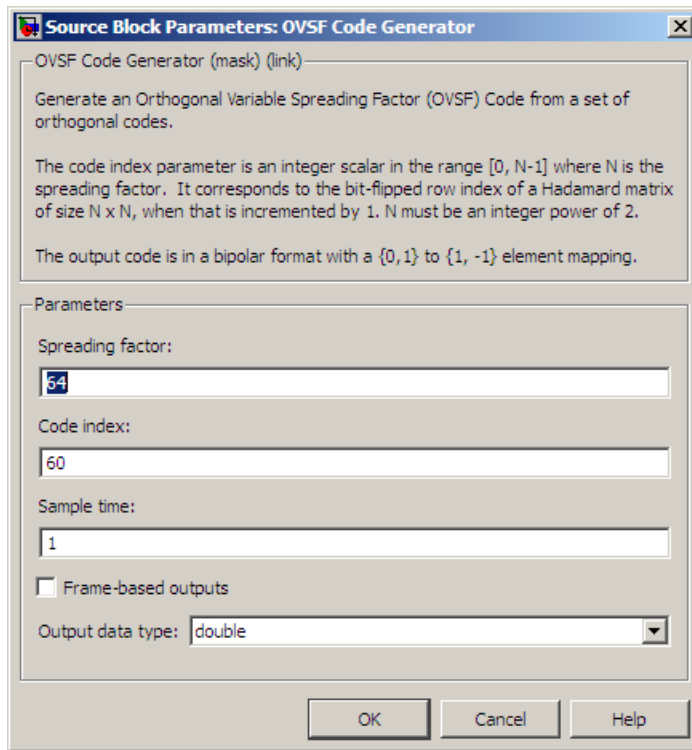 Source Block Parameters: OVSF Code Generator
OVSF Code Generator (mask) (link)
Generate an Orthogonal Variable Spreading Factor (OVSF) Code from a set of
orthogonal codes.
The code index parameter is an integer scalar in the range [0, N-1] where N is the
spreading factor.  It corresponds to the bit-flipped row index of a Hadamard matrix
of size N x N, when that is incremented by 1. N must be an integer power of 2.
The output code is in a bipolar format with a {0,1} to {1, -1} element mapping.
Parameters
Spreading factor:
64
Code index:
60
Sample time:
1
Frame-based outputs
Output data type: double
OK Cancel Help